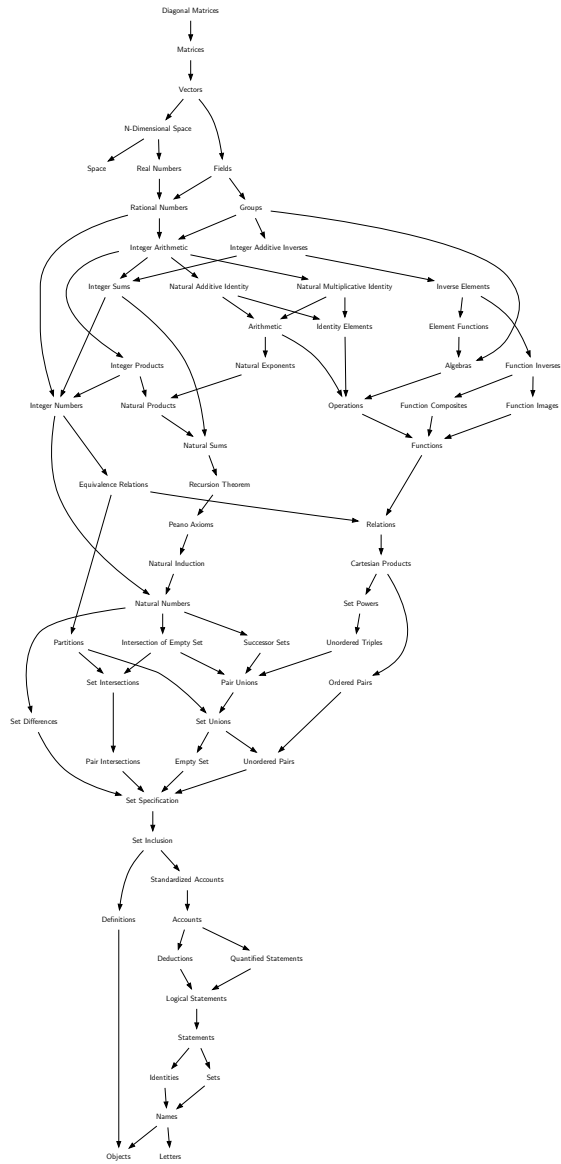 Diagonal Matrices
Matrices
Vectors
N-Dimensional Space
Space
Real Numbers
Fields
Rational Numbers
Groups
Integer Arithmetic
Integer Additive Inverses
Integer Sums
Natural Additive Identity
Natural Multiplicative Identity
Inverse Elements
Arithmetic
Identity Elements
Element Functions
Integer Products
Natural Exponents
Algebras
Function Inverses
Integer Numbers
Natural Products
Operations
Function Composites
Function Images
Natural Sums
Functions
Equivalence Relations
Recursion Theorem
Peano Axioms
Relations
Natural Induction
Cartesian Products
Natural Numbers
Set Powers
Partitions
Intersection of Empty Set
Successor Sets
Unordered Triples
Set Intersections
Pair Unions
Ordered Pairs
Set Differences
Set Unions
Pair Intersections
Empty Set
Unordered Pairs
Set Specification
Set Inclusion
Standardized Accounts
Definitions
Accounts
Deductions
Quantified Statements
Logical Statements
Statements
Identities
Sets
Names
Objects
Letters